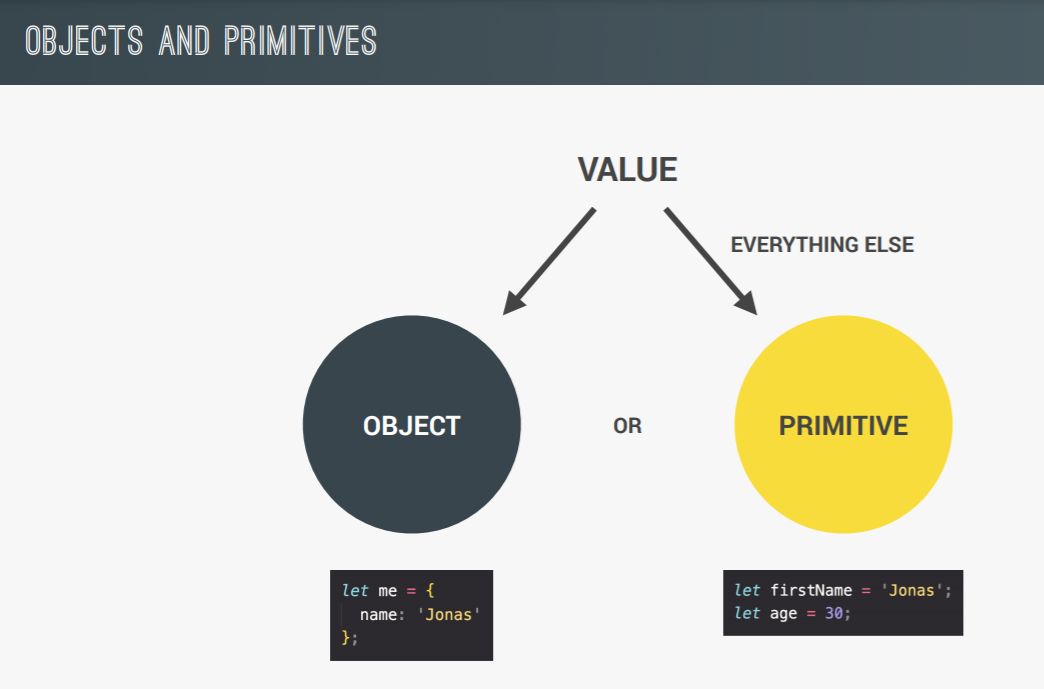 OBJECTS AND PRIMITIVES
VALUE
EVERYTHING ELSE
OBJECT
OR
PRIMITIVE
let me = {
name: 'Jonas'
};
let firstName = 'Jonas';
let age = 30;